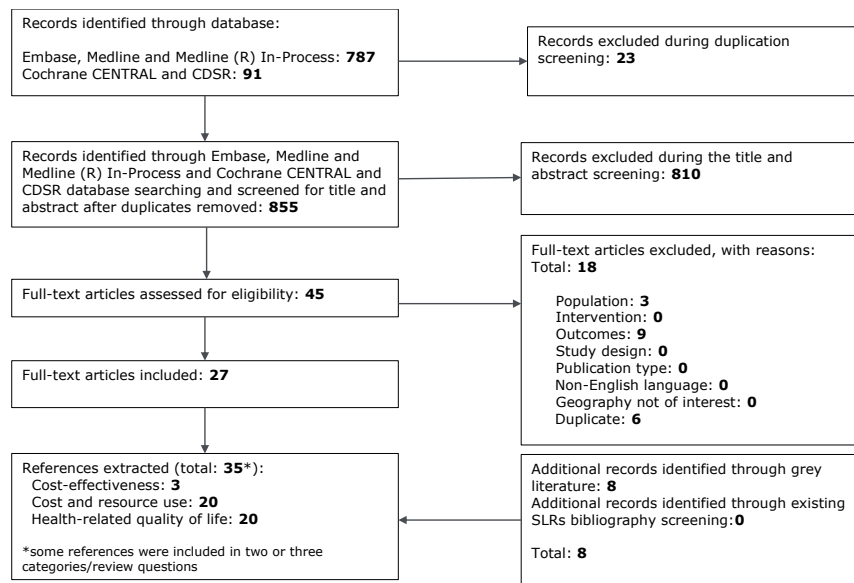 Records identified through database:
Embase, Medline and Medline (R) In-Process: 787
Cochrane CENTRAL and CDSR: 91
Records excluded during duplication
screening: 23
Records identified through Embase, Medline and
Medline (R) In-Process and Cochrane CENTRAL and
CDSR database searching and screened for title and
abstract after duplicates removed: 855
Records excluded during the title and
abstract screening: 810
Full-text articles assessed for eligibility: 45
Full-text articles excluded, with reasons:
Total: 18
Population: 3
Intervention: 0
Outcomes: 9
Study design: 0
Publication type: 0
Non-English language: 0
Geography not of interest: 0
Duplicate: 6
Full-text articles included: 27
References extracted (total: 35*):
Cost-effectiveness: 3
Cost and resource use: 20
Health-related quality of life: 20
*some references were included in two or three
categories/review questions
Additional records identified through grey
literature: 8
Additional records identified through existing
SLRs bibliography screening:0
Total: 8